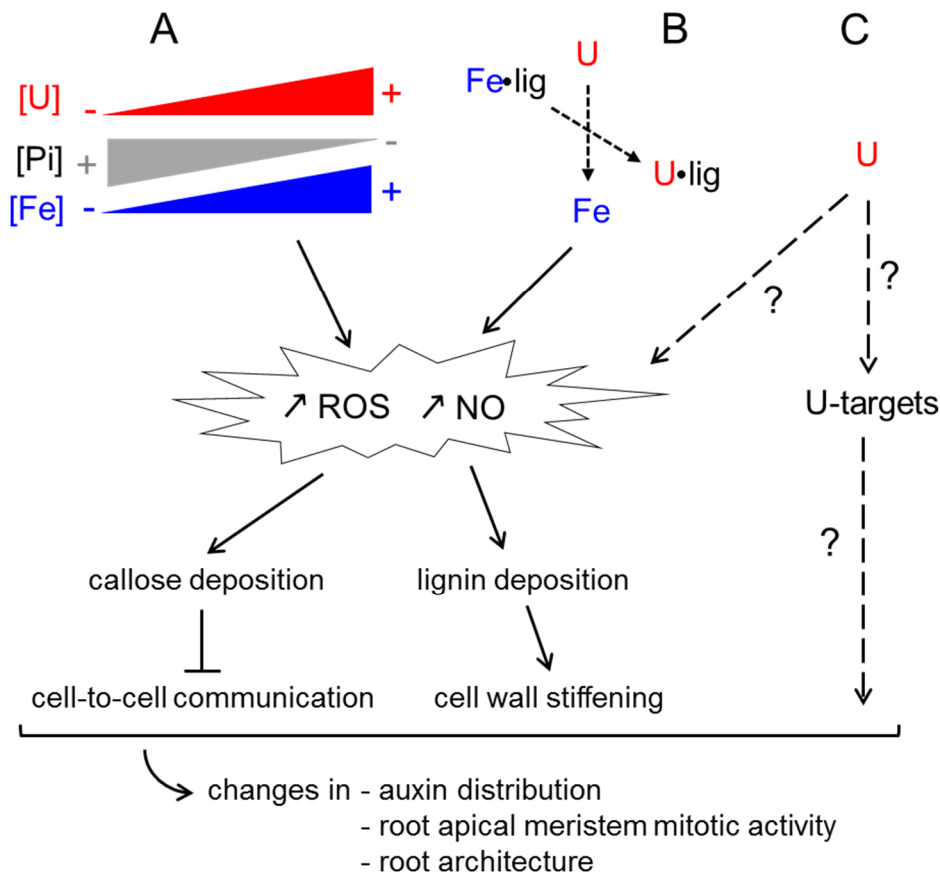 A
B
C
[U] - +
[Pi] + -
[Fe] - +
Fe•lig
U
U•lig
Fe
U
?
?
U-targets
?
↗ ROS ↗ NO
callose deposition
lignin deposition
cell-to-cell communication
cell wall stiffening
changes in - auxin distribution
- root apical meristem mitotic activity
- root architecture